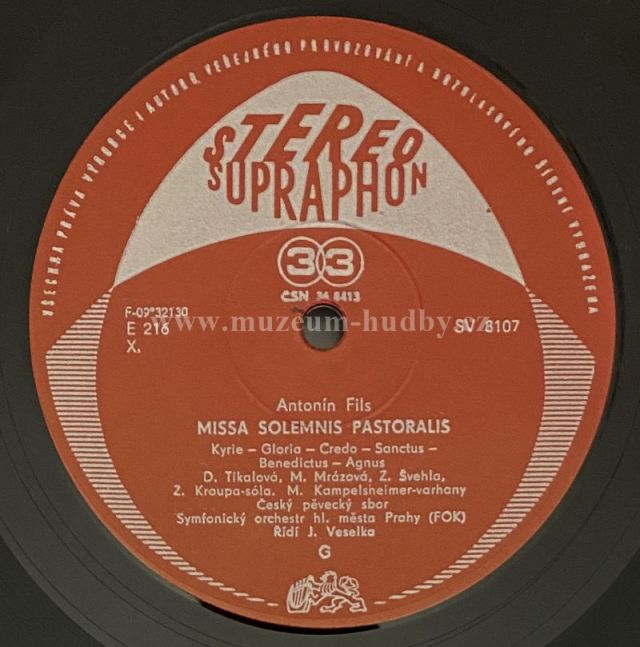 VŠECHNA PRÁVA VÝROBCE I AUTORŮ VEŘEJNÉHO PROVOZOVÁNÍ A ROZHLASOVÉHO ŠÍŘENÍ VYHRAŽENA
STEREO
SUPRAPHON
33
ČSN 36 8413
F-09*32130
E 216
X.
SV 8107
www.muzeum-hudby.cz
Antonín Fils
MISSA SOLEMNIS PASTORALIS
Kyrie – Gloria – Credo – Sanctus –
Benedictus – Agnus
D. Tikalová, M. Mrázová, Z. Švehla,
Z. Kroupa-sóla. M. Kampelsheimer-varhany
Český pěvecký sbor
Symfonický orchestr hl. města Prahy (FOK)
Řídí J. Veselka
G